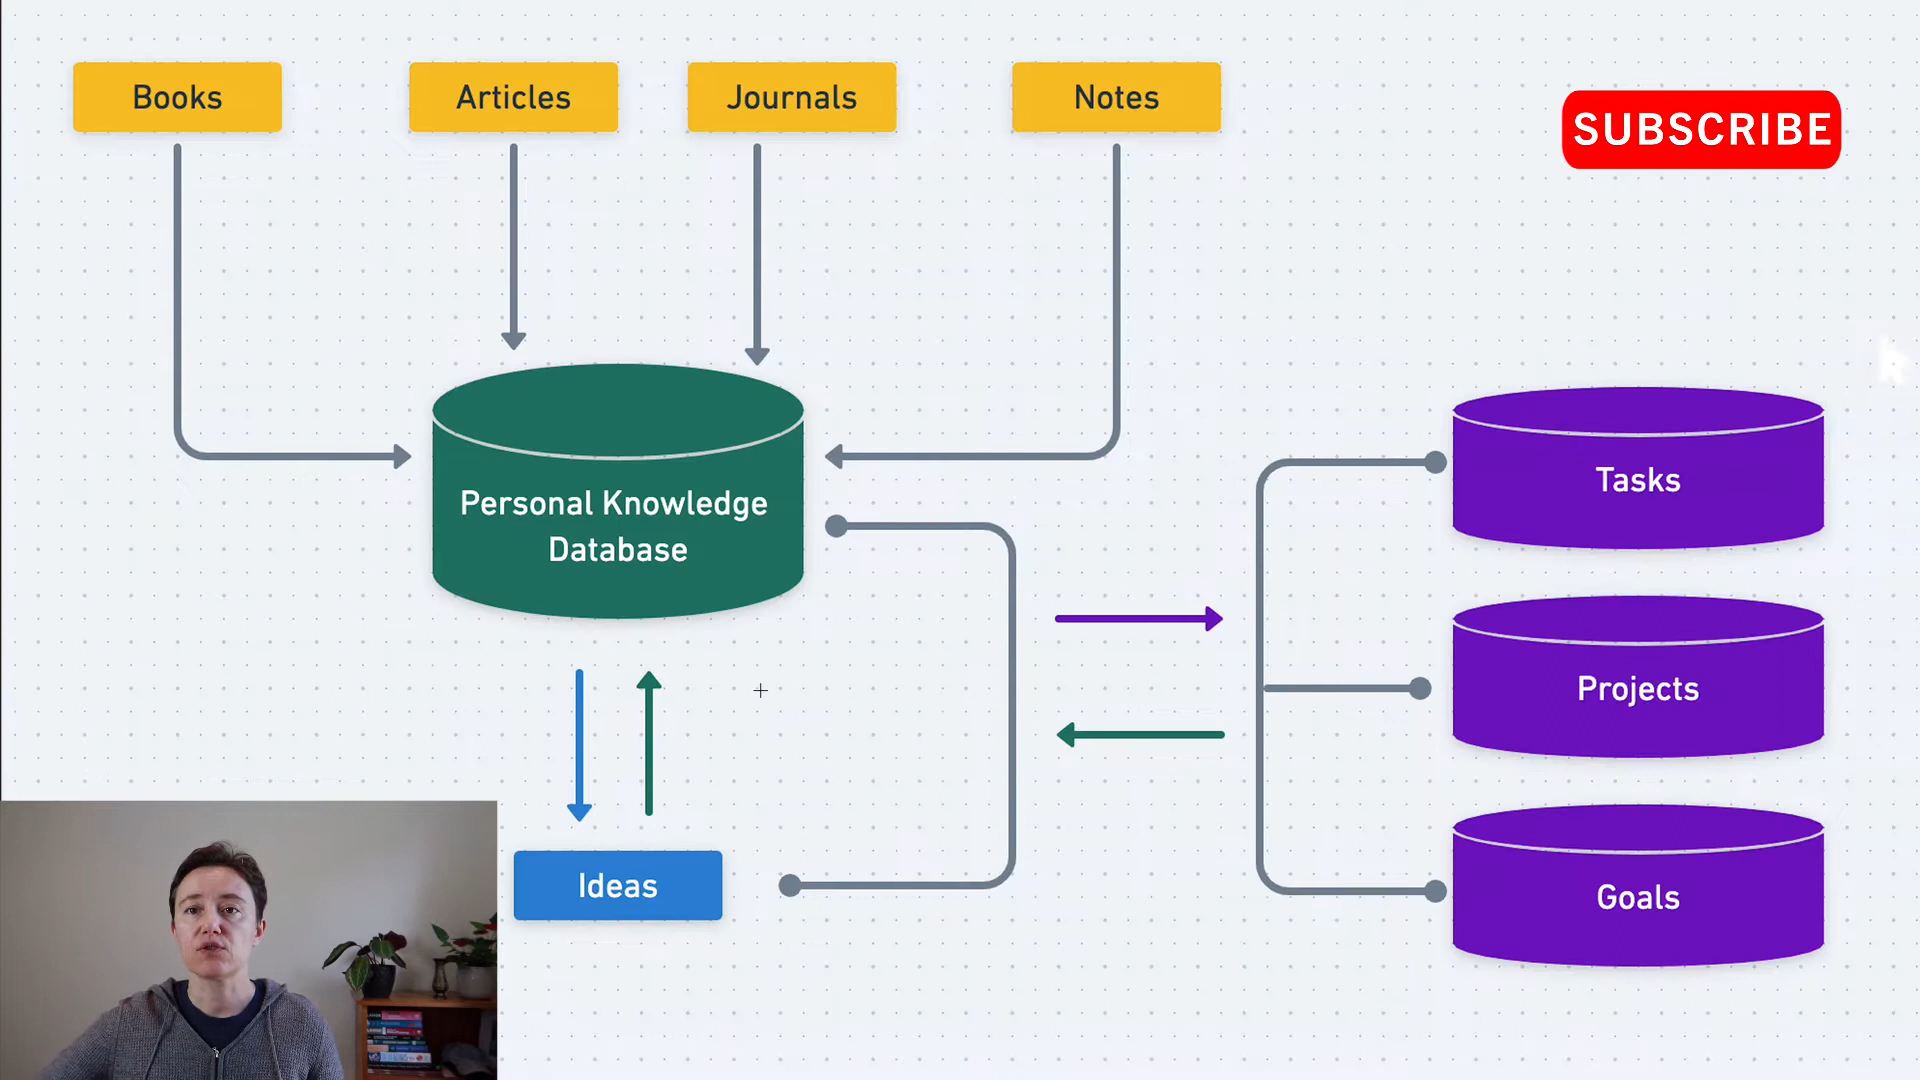 Books
Articles
Journals
Notes
SUBSCRIBE
Personal Knowledge
Database
Tasks
Projects
Goals
Ideas